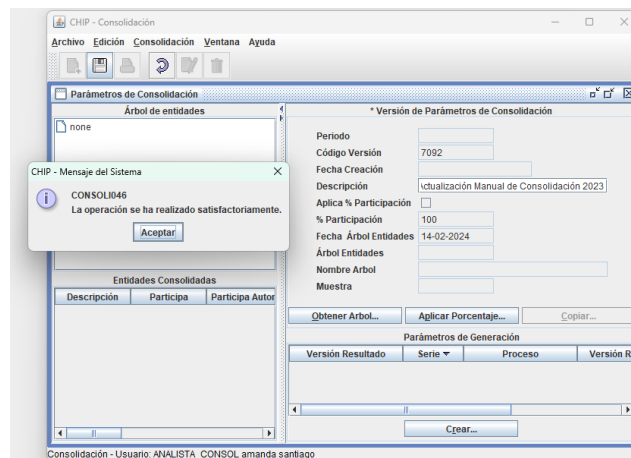 CHIP - Consolidación
Archivo Edición Consolidación Ventana Ayuda
Parámetros de Consolidación
Árbol de entidades
none
CHIP - Mensaje del Sistema
CONSOLI046
La operación se ha realizado satisfactoriamente.
Aceptar
Entidades Consolidadas
Descripción Participa Participa Autor
* Versión de Parámetros de Consolidación
Periodo
Código Versión 7092
Fecha Creación
Descripción Actualización Manual de Consolidación 2023
Aplica % Participación
% Participación 100
Fecha Árbol Entidades 14-02-2024
Árbol Entidades
Nombre Arbol
Muestra
Obtener Arbol... Aplicar Porcentaje... Copiar...
Parámetros de Generación
Versión Resultado Serie Proceso Versión R
Crear...
Consolidación - Usuario: ANALISTA_CONSOL amanda santiago